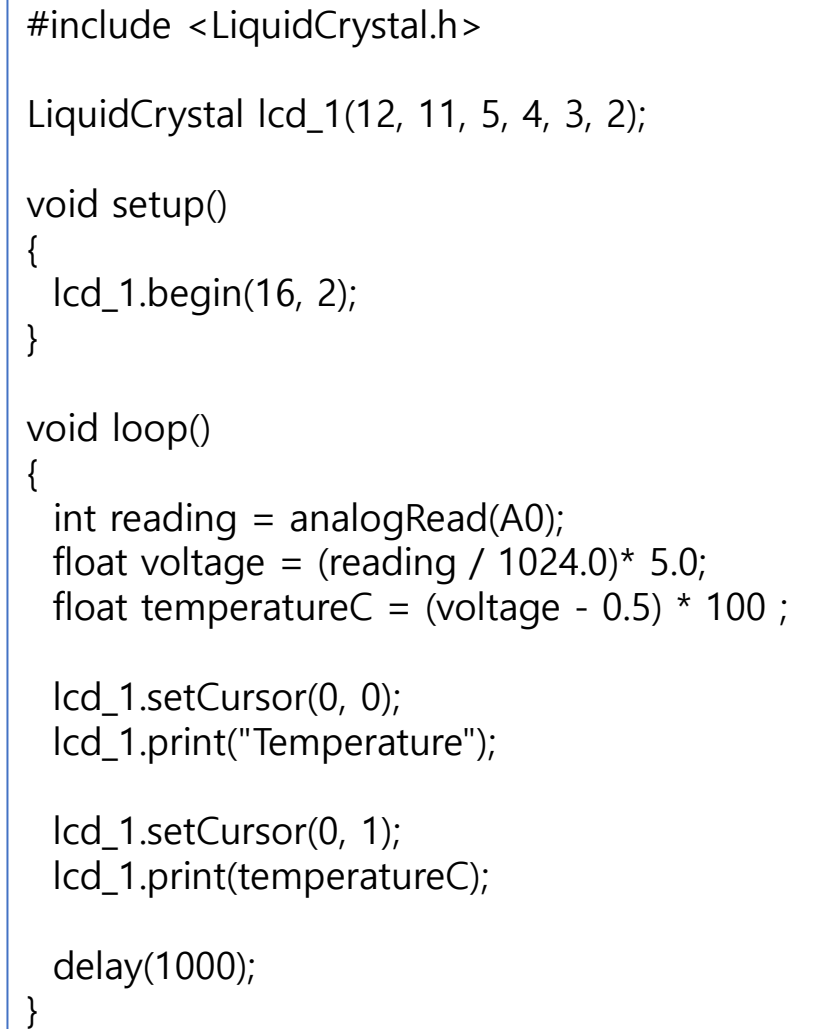 #include <LiquidCrystal.h>
LiquidCrystal lcd_1(12, 11, 5, 4, 3, 2);
void setup()
{
lcd_1.begin(16, 2);
}
void loop()
{
int reading = analogRead(A0);
float voltage = (reading / 1024.0)* 5.0;
float temperatureC = (voltage - 0.5) * 100 ;
lcd_1.setCursor(0, 0);
lcd_1.print("Temperature");
lcd_1.setCursor(0, 1);
lcd_1.print(temperatureC);
delay(1000);
}